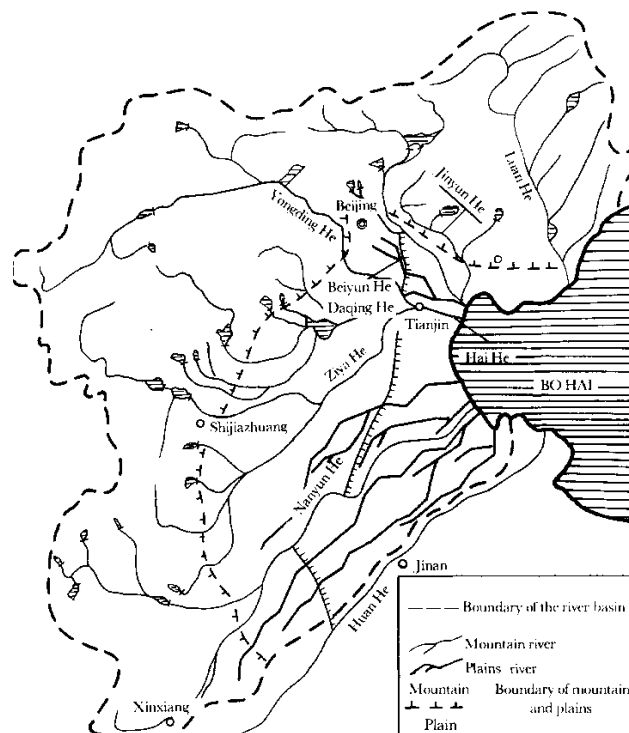 Luan He
Jinyun He
Yongding He
Beijing
Beiyun He
Daqing He
Tianjin
Ziya He
Hai He
BO HAI
Shijiazhuang
Nanyun He
Jinan
Huan He
Xinxiang
Boundary of the river basin
Mountain river
Plains river
Mountain Boundary of mountain
and plains
Plain